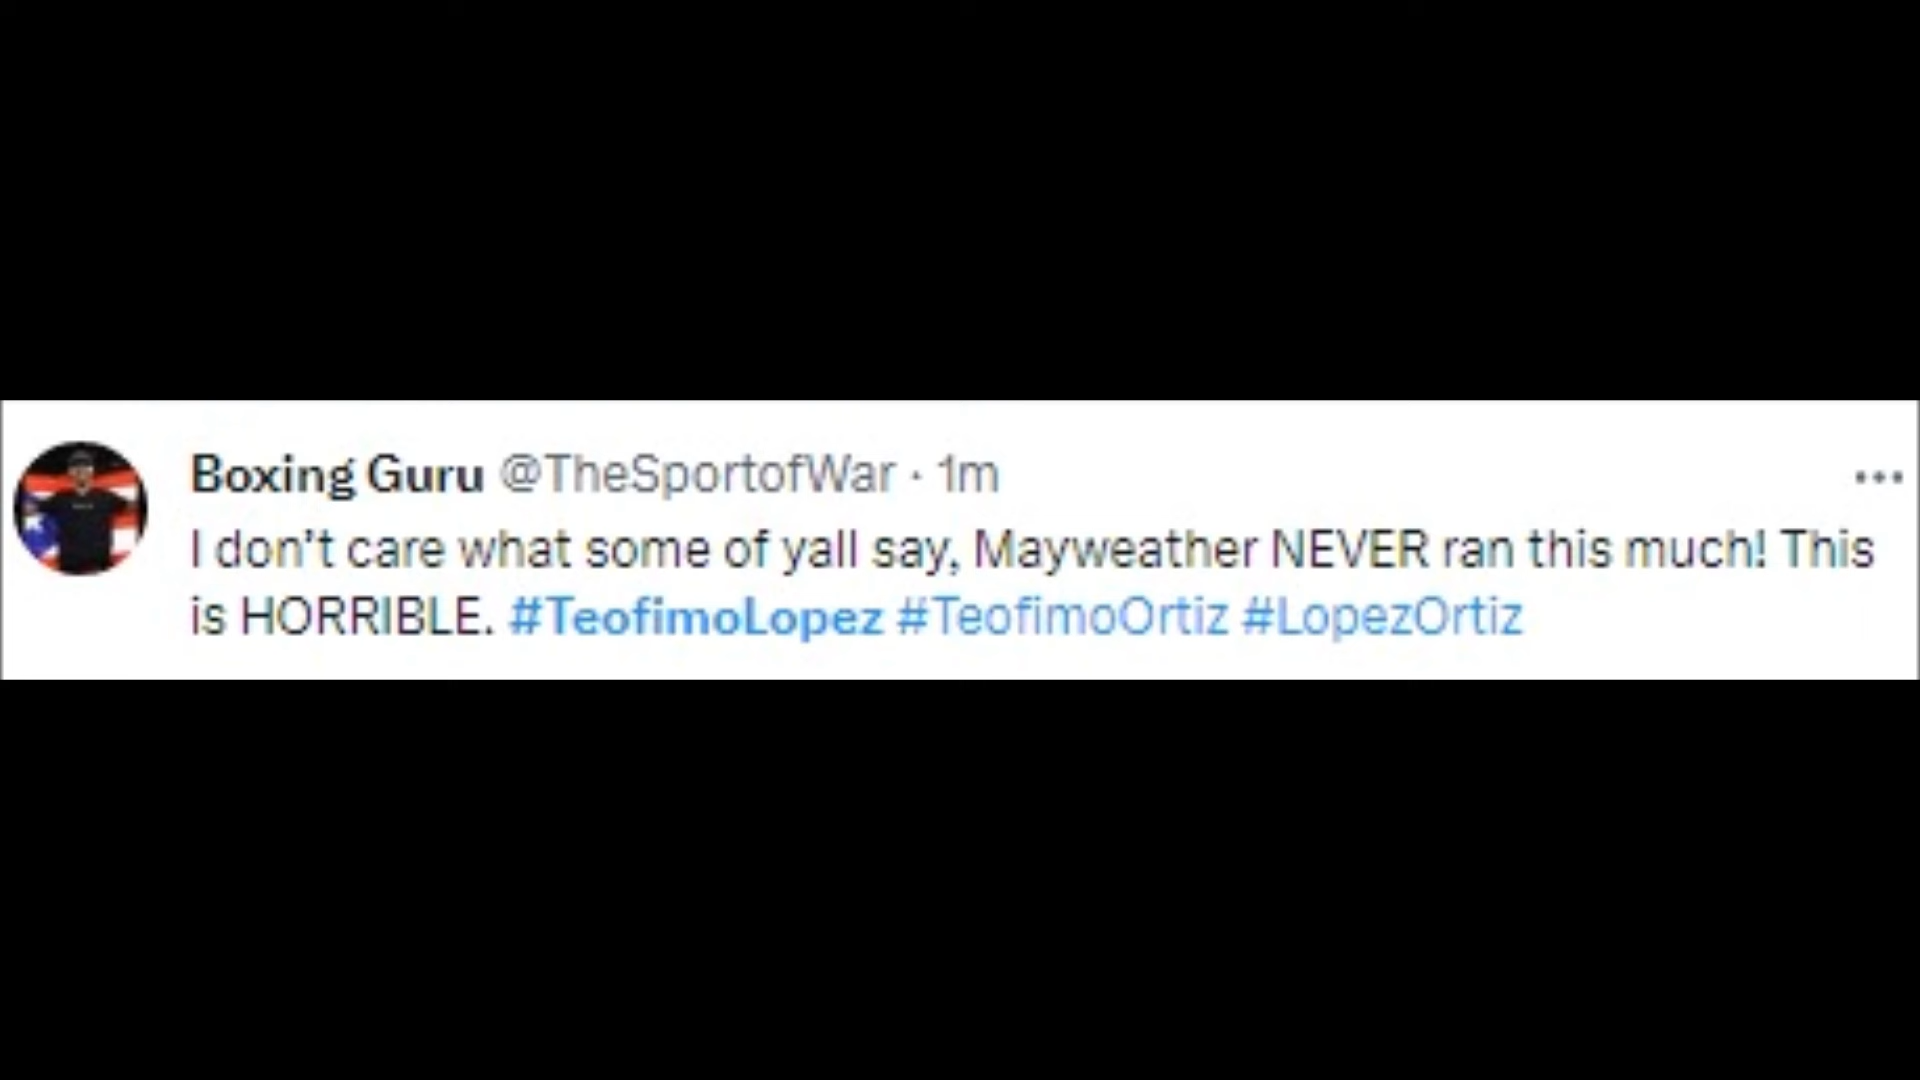 Boxing Guru @TheSportofWar · 1m
I don't care what some of yall say, Mayweather NEVER ran this much! This
is HORRIBLE. #TeofimoLopez #TeofimoOrtiz #LopezOrtiz